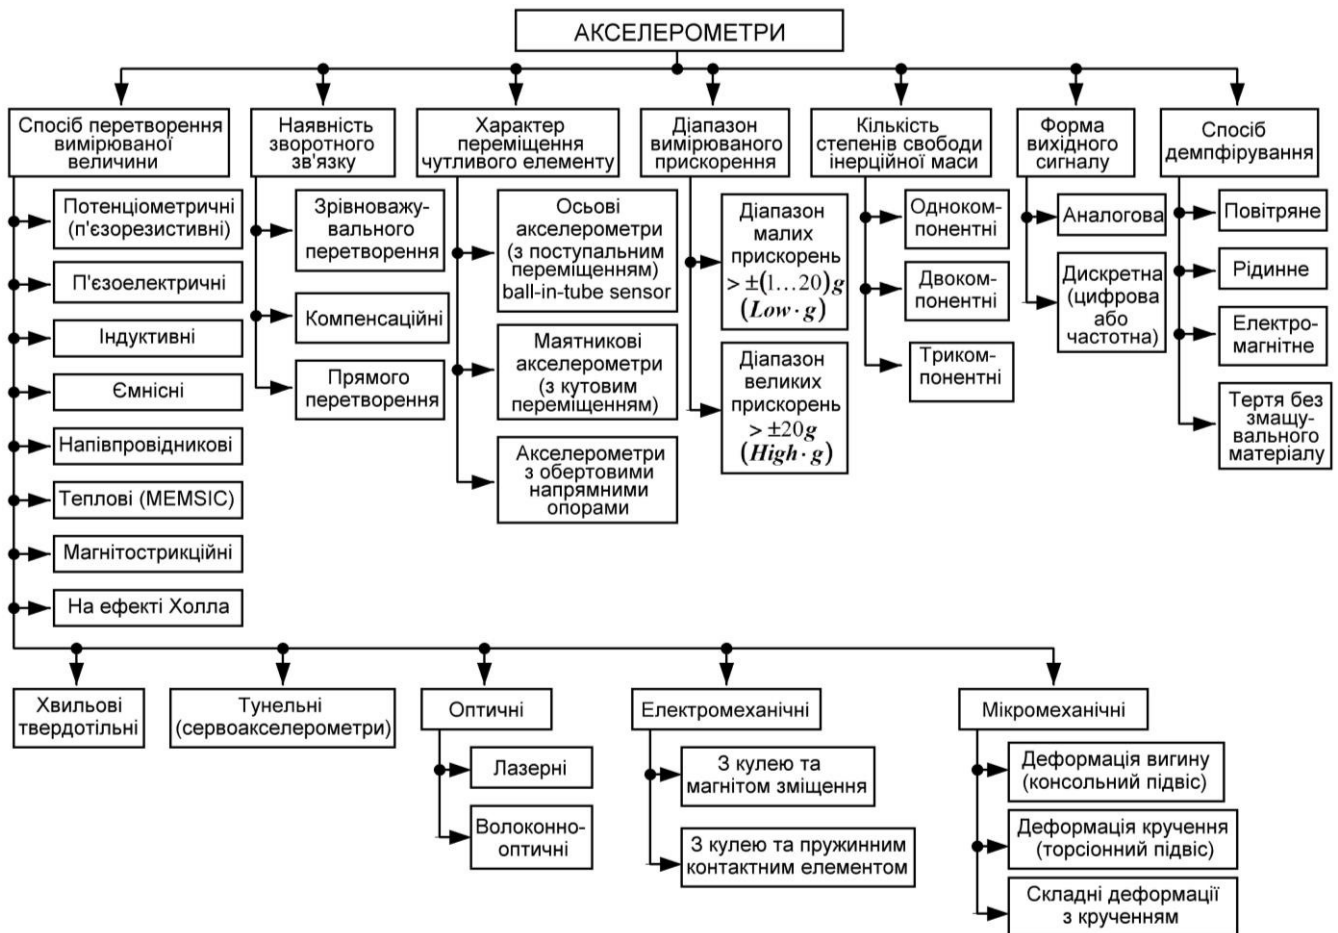 АКСЕЛЕРОМЕТРИ
Спосіб перетворення
вимірюваної
величини
Потенціометричні
(п'єзорезистивні)
П'єзоелектричні
Індуктивні
Ємнісні
Напівпровідникові
Теплові (MEMSIC)
Магнітострикційні
На ефекті Холла
Наявність
зворотного
зв'язку
Зрівноважу-
вального
перетворення
Компенсаційні
Прямого
перетворення
Характер
переміщення
чутливого елементу
Осьові
акселерометри
(з поступальним
переміщенням)
ball-in-tube sensor
Маятникові
акселерометри
(з кутовим
переміщенням)
Акселерометри
з обертовими
напрямними
опорами
Діапазон
вимірюваного
прискорення
Діапазон
малих
прискорень
> ±(1...20)g
(Low · g)
Діапазон
великих
прискорень
> ±20g
(High · g)
Кількість
степенів свободи
інерційної маси
Одноком-
понентні
Двоком-
понентні
Триком-
понентні
Форма
вихідного
сигналу
Аналогова
Дискретна
(цифрова
або
частотна)
Спосіб
демпфірування
Повітряне
Рідинне
Електро-
магнітне
Тертя без
змащу-
вального
матеріалу
Хвильові
твердотільні
Тунельні
(сервоакселерометри)
Оптичні
Лазерні
Волоконно-
оптичні
Електромеханічні
З кулею та
магнітом зміщення
З кулею та пружинним
контактним елементом
Мікромеханічні
Деформація вигину
(консольний підвіс)
Деформація кручення
(торсіонний підвіс)
Складні деформації
з крученням